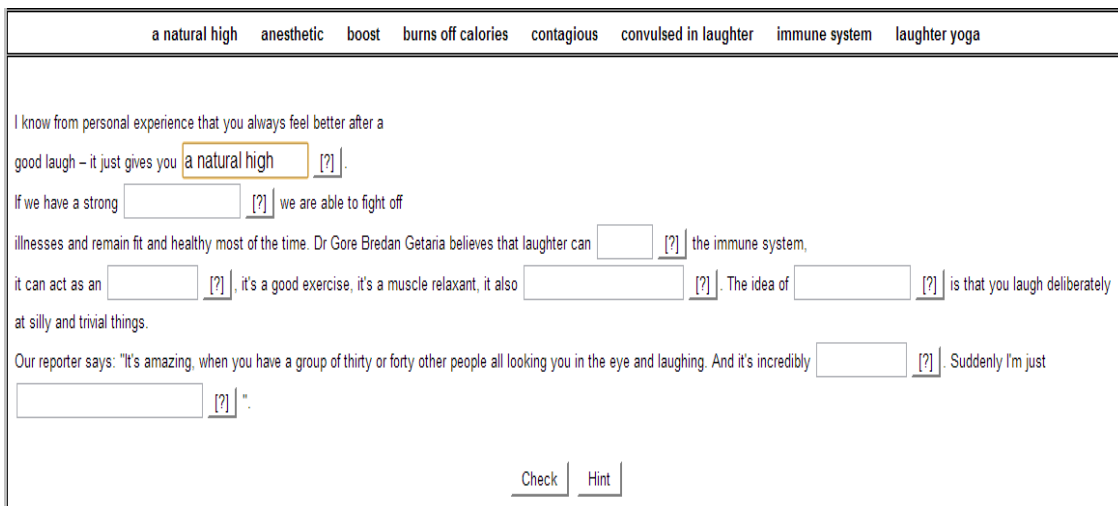 a natural high anesthetic boost burns off calories contagious convulsed in laughter immune system laughter yoga
I know from personal experience that you always feel better after a
good laugh – it just gives you a natural high [?] .
If we have a strong [?] we are able to fight off
illnesses and remain fit and healthy most of the time. Dr Gore Bredan Getaria believes that laughter can [?] the immune system,
it can act as an [?] , it's a good exercise, it's a muscle relaxant, it also [?] . The idea of [?] is that you laugh deliberately
at silly and trivial things.
Our reporter says: "It's amazing, when you have a group of thirty or forty other people all looking you in the eye and laughing. And it's incredibly [?] . Suddenly I'm just
[?] ".
Check Hint